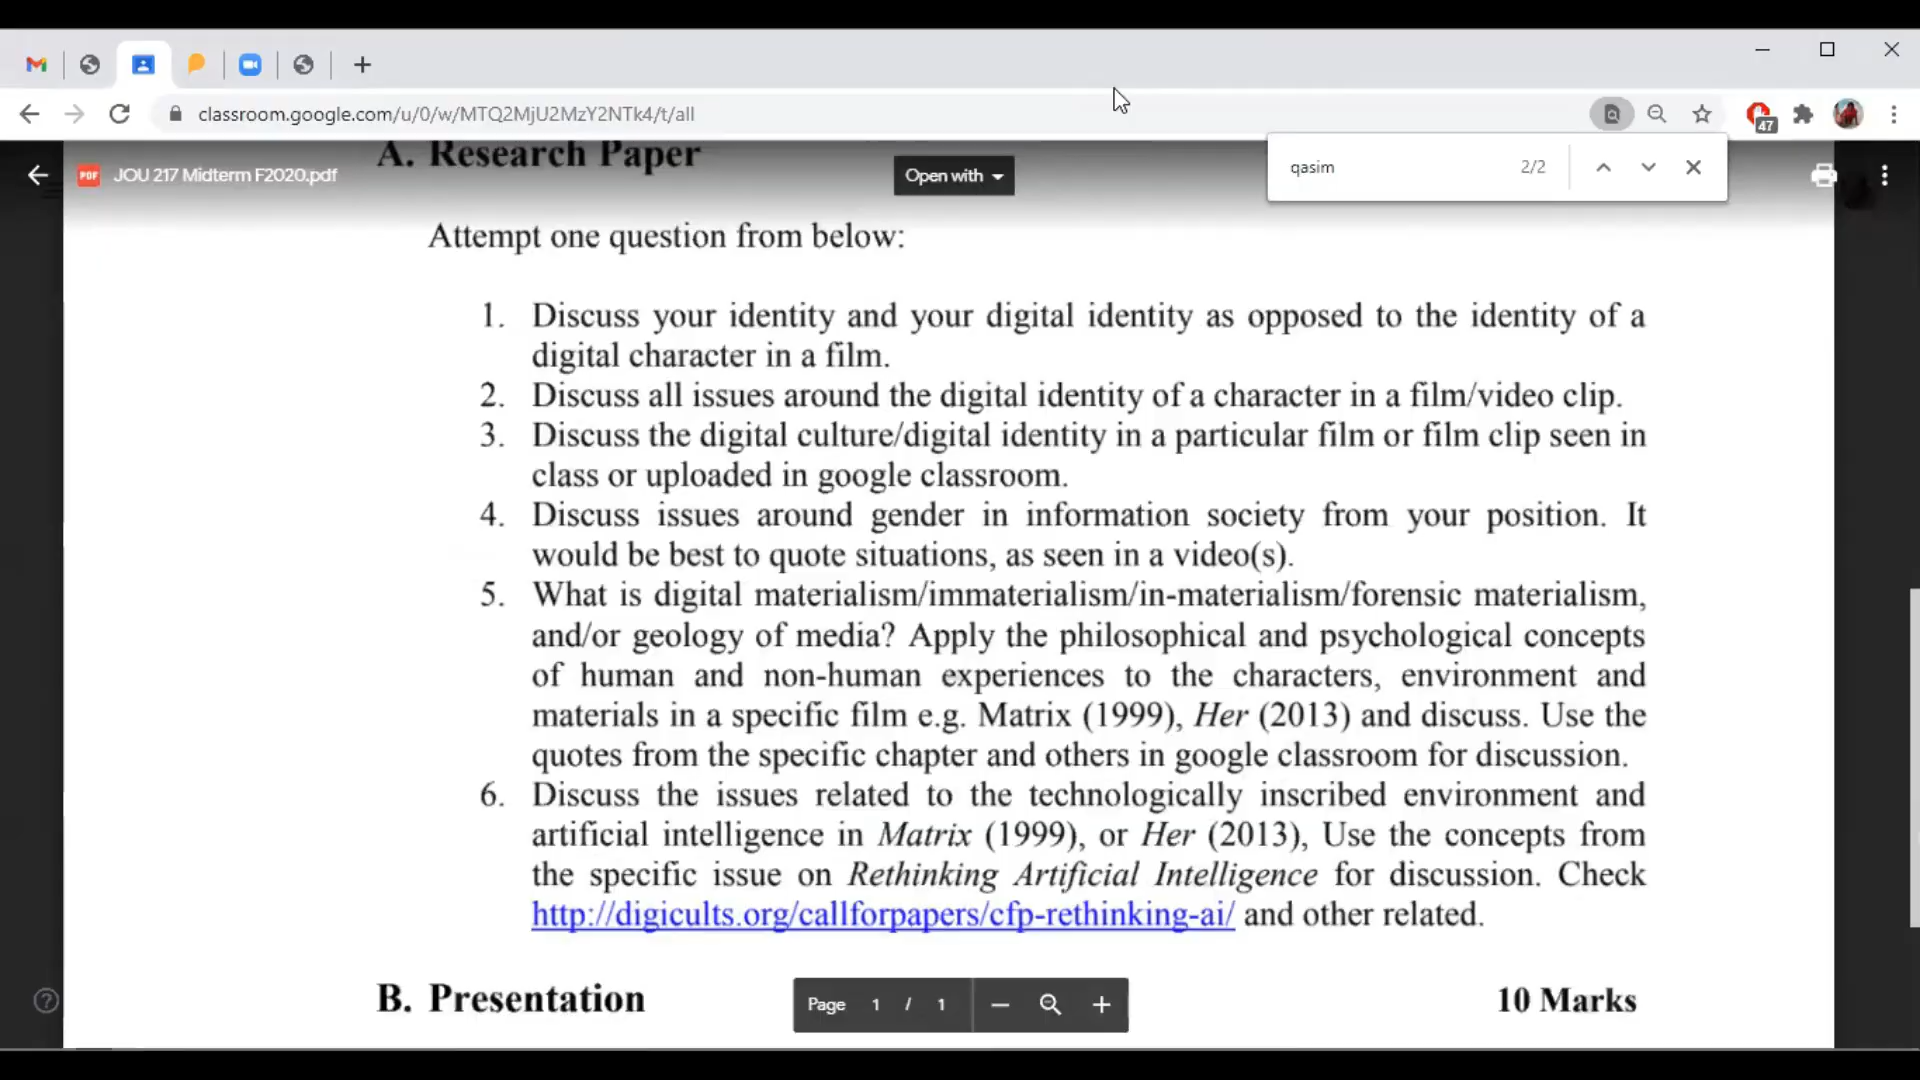 classroom.google.com/u/0/w/MTQ2MjU2MzY2NTk4/t/all
47
qasim 2/2
PDF JOU 217 Midterm F2020.pdf
Open with
A. Research Paper
Attempt one question from below:
1. Discuss your identity and your digital identity as opposed to the identity of a
digital character in a film.
2. Discuss all issues around the digital identity of a character in a film/video clip.
3. Discuss the digital culture/digital identity in a particular film or film clip seen in
class or uploaded in google classroom.
4. Discuss issues around gender in information society from your position. It
would be best to quote situations, as seen in a video(s).
5. What is digital materialism/immaterialism/in-materialism/forensic materialism,
and/or geology of media? Apply the philosophical and psychological concepts
of human and non-human experiences to the characters, environment and
materials in a specific film e.g. Matrix (1999), Her (2013) and discuss. Use the
quotes from the specific chapter and others in google classroom for discussion.
6. Discuss the issues related to the technologically inscribed environment and
artificial intelligence in Matrix (1999), or Her (2013), Use the concepts from
the specific issue on Rethinking Artificial Intelligence for discussion. Check
http://digicults.org/callforpapers/cfp-rethinking-ai/ and other related.
B. Presentation 10 Marks
Page 1 / 1